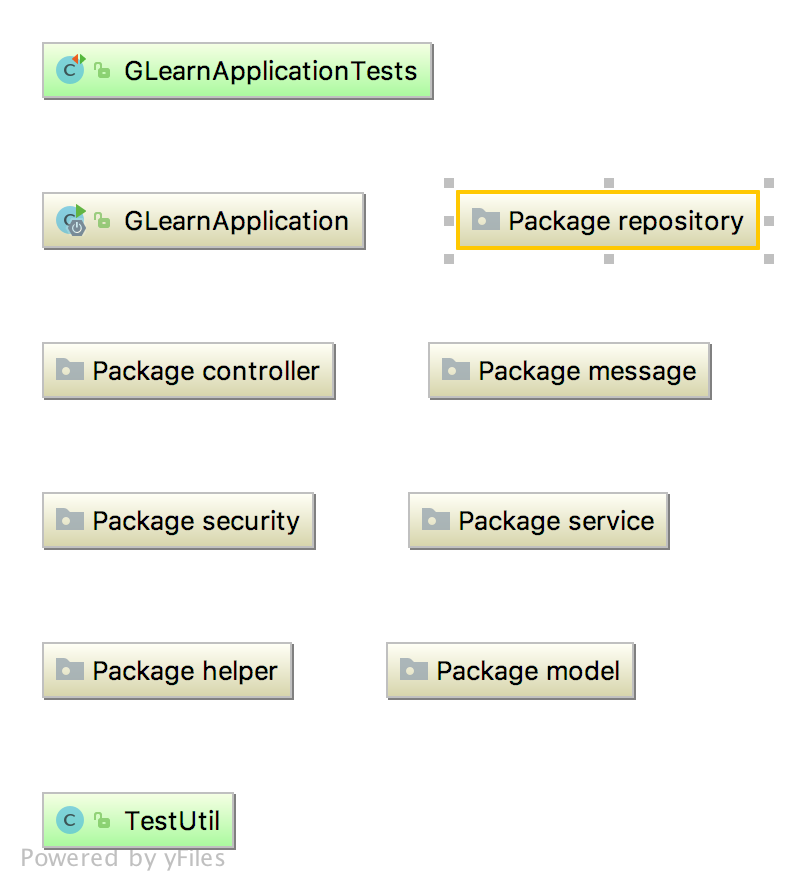 GLearnApplicationTests
GLearnApplication
Package repository
Package controller
Package message
Package security
Package service
Package helper
Package model
TestUtil
Powered by yFiles